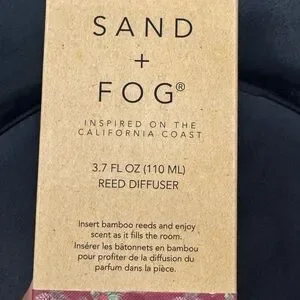 SAND
+
FOG®
INSPIRED ON THE
CALIFORNIA COAST
3.7 FL OZ (110 ML)
REED DIFFUSER
Insert bamboo reeds and enjoy
scent as it fills the room.
Insérer les bâtonnets en bambou
pour profiter de la diffusion du
parfum dans la pièce.